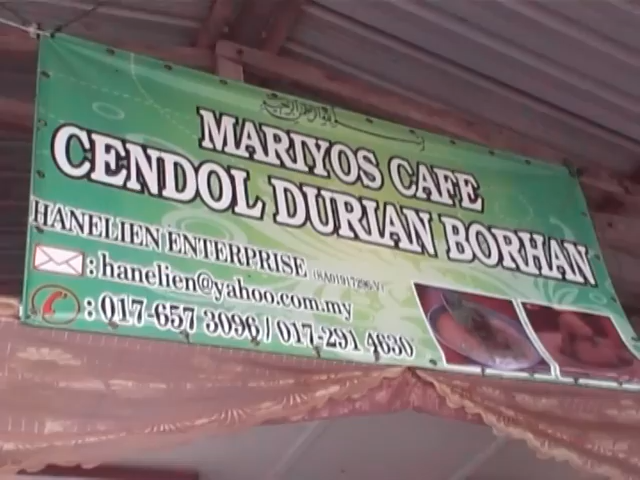 MARIYOS CAFE
CENDOL DURIAN BORHAN
HANELIEN ENTERPRISE
: hanelien@yahoo.com.my
: 017-657 3096 / 017-291 4630